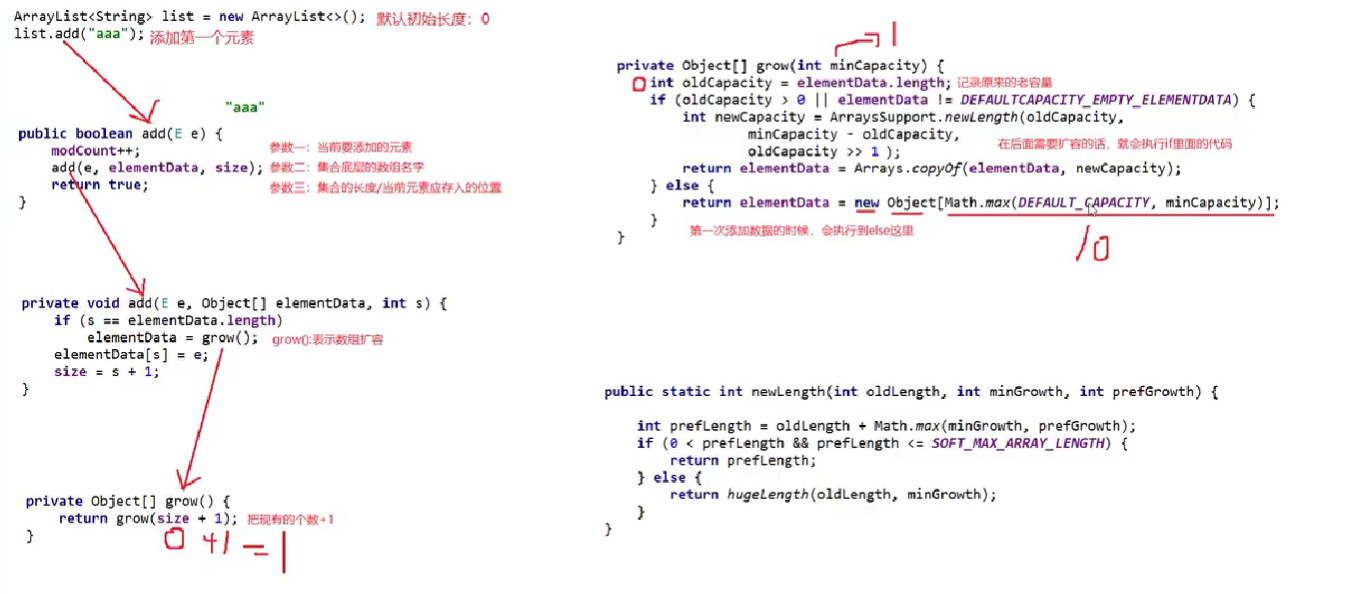 ArrayList<String> list = new ArrayList<>(); 默认初始长度：0
list.add("aaa"); 添加第一个元素
"aaa"
public boolean add(E e) {
modCount++;
add(e, elementData, size);
return true;
}
参数一：当前要添加的元素
参数二：集合底层的数组名字
参数三：集合的长度/当前元素应存入的位置
private void add(E e, Object[] elementData, int s) {
if (s == elementData.length)
elementData = grow(); grow():表示数组扩容
elementData[s] = e;
size = s + 1;
}
private Object[] grow() {
return grow(size + 1); 把现有的个数+1
}
0 +1 = 1
1
private Object[] grow(int minCapacity) {
0 int oldCapacity = elementData.length; 记录原来的老容量
if (oldCapacity > 0 || elementData != DEFAULTCAPACITY_EMPTY_ELEMENTDATA) {
int newCapacity = ArraysSupport.newLength(oldCapacity,
minCapacity - oldCapacity,
oldCapacity >> 1 );
在后面需要扩容的话，就会执行if里面的代码
return elementData = Arrays.copyOf(elementData, newCapacity);
} else {
return elementData = new Object[Math.max(DEFAULT_CAPACITY, minCapacity)];
}
第一次添加数据的时候，会执行到else这里
}
10
public static int newLength(int oldLength, int minGrowth, int prefGrowth) {
int prefLength = oldLength + Math.max(minGrowth, prefGrowth);
if (0 < prefLength && prefLength <= SOFT_MAX_ARRAY_LENGTH) {
return prefLength;
} else {
return hugeLength(oldLength, minGrowth);
}
}